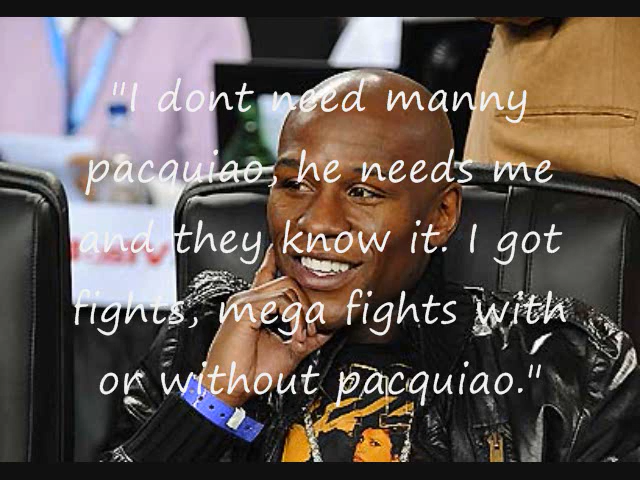 "I dont need manny
pacquiao, he needs me
and they know it. I got
fights, mega fights with
or without pacquiao."